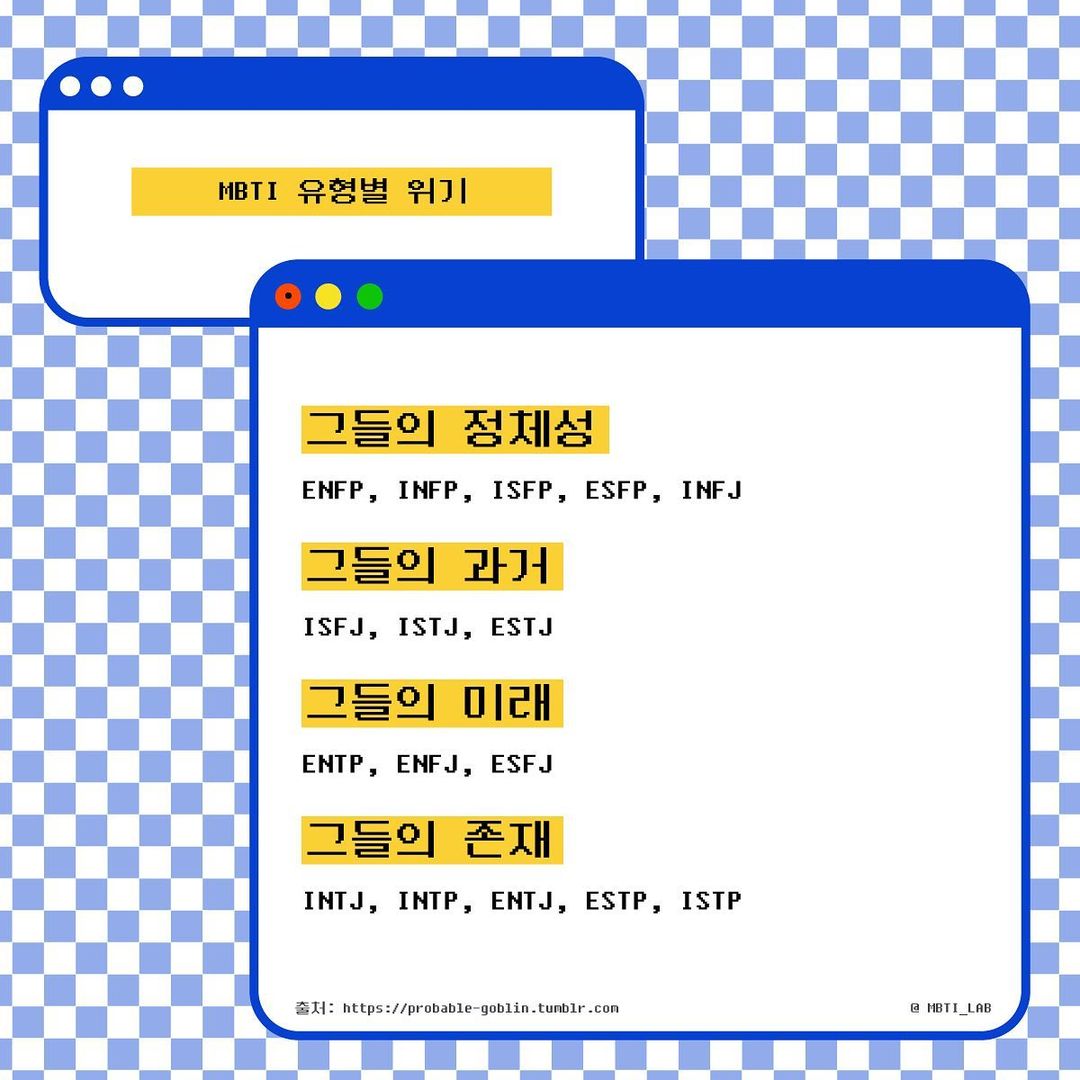 MBTI 유형별 위기
그들의 정체성
ENFP, INFP, ISFP, ESFP, INFJ
그들의 과거
ISFJ, ISTJ, ESTJ
그들의 미래
ENTP, ENFJ, ESFJ
그들의 존재
INTJ, INTP, ENTJ, ESTP, ISTP
출처: https://probable-goblin.tumblr.com
@ MBTI_LAB